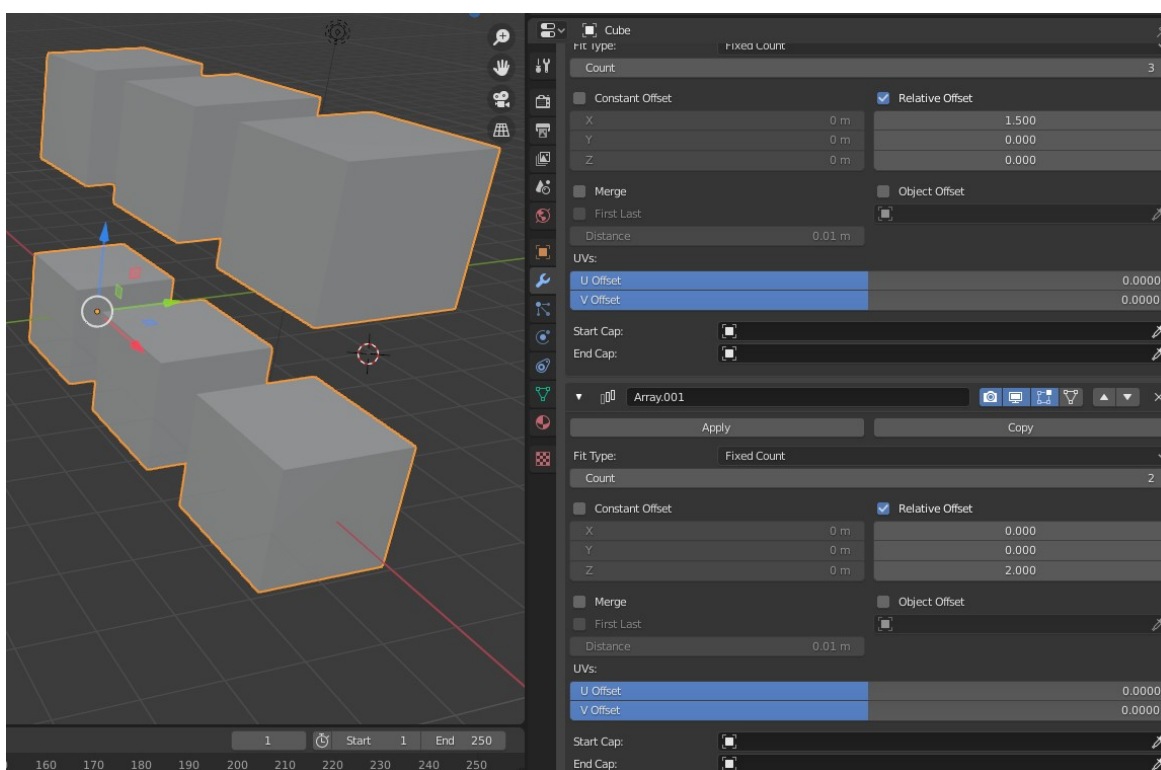 Cube
Fit Type: Fixed Count
Count 3
Constant Offset Relative Offset
X 0 m 1.500
Y 0 m 0.000
Z 0 m 0.000
Merge Object Offset
First Last
Distance 0.01 m
UVs:
U Offset 0.0000
V Offset 0.0000
Start Cap:
End Cap:
Array.001
Apply Copy
Fit Type: Fixed Count
Count 2
Constant Offset Relative Offset
X 0 m 0.000
Y 0 m 0.000
Z 0 m 2.000
Merge Object Offset
First Last
Distance 0.01 m
UVs:
U Offset 0.0000
V Offset 0.0000
Start Cap:
End Cap:
1 Start 1 End 250
160 170 180 190 200 210 220 230 240 250